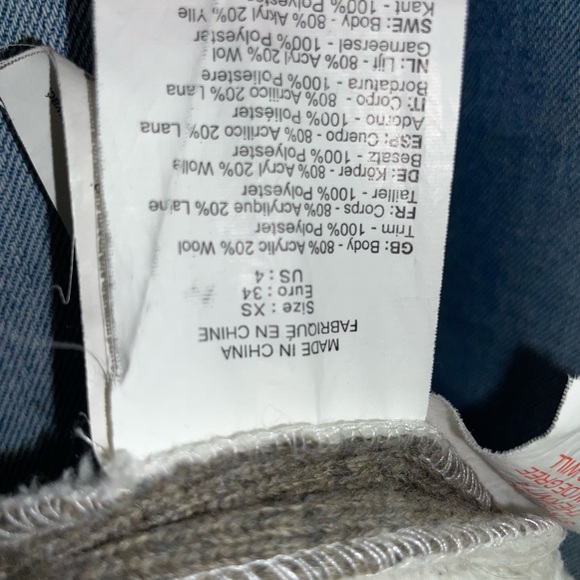 MADE IN CHINA
FABRIQUÉ EN CHINE
Size : XS
Euro : 34
US : 4
GB: Body - 80% Acrylic 20% Wool
Trim - 100% Polyester
FR: Corps - 80% Acrylique 20% Laine
Tailler - 100% Polyester
DE: Körper - 80% Acryl 20% Wolle
Besatz - 100% Polyester
ESP: Cuerpo - 80% Acrilico 20% Lana
Adorno - 100% Poliéster
IT: Corpo - 80% Acrilico 20% Lana
Bordatura - 100% Poliestere
NL: Lijf - 80% Acryl 20% Wol
Garneersel - 100% Polyester
SWE: Body - 80% Akryl 20% Ylle
Kant - 100% Polyester